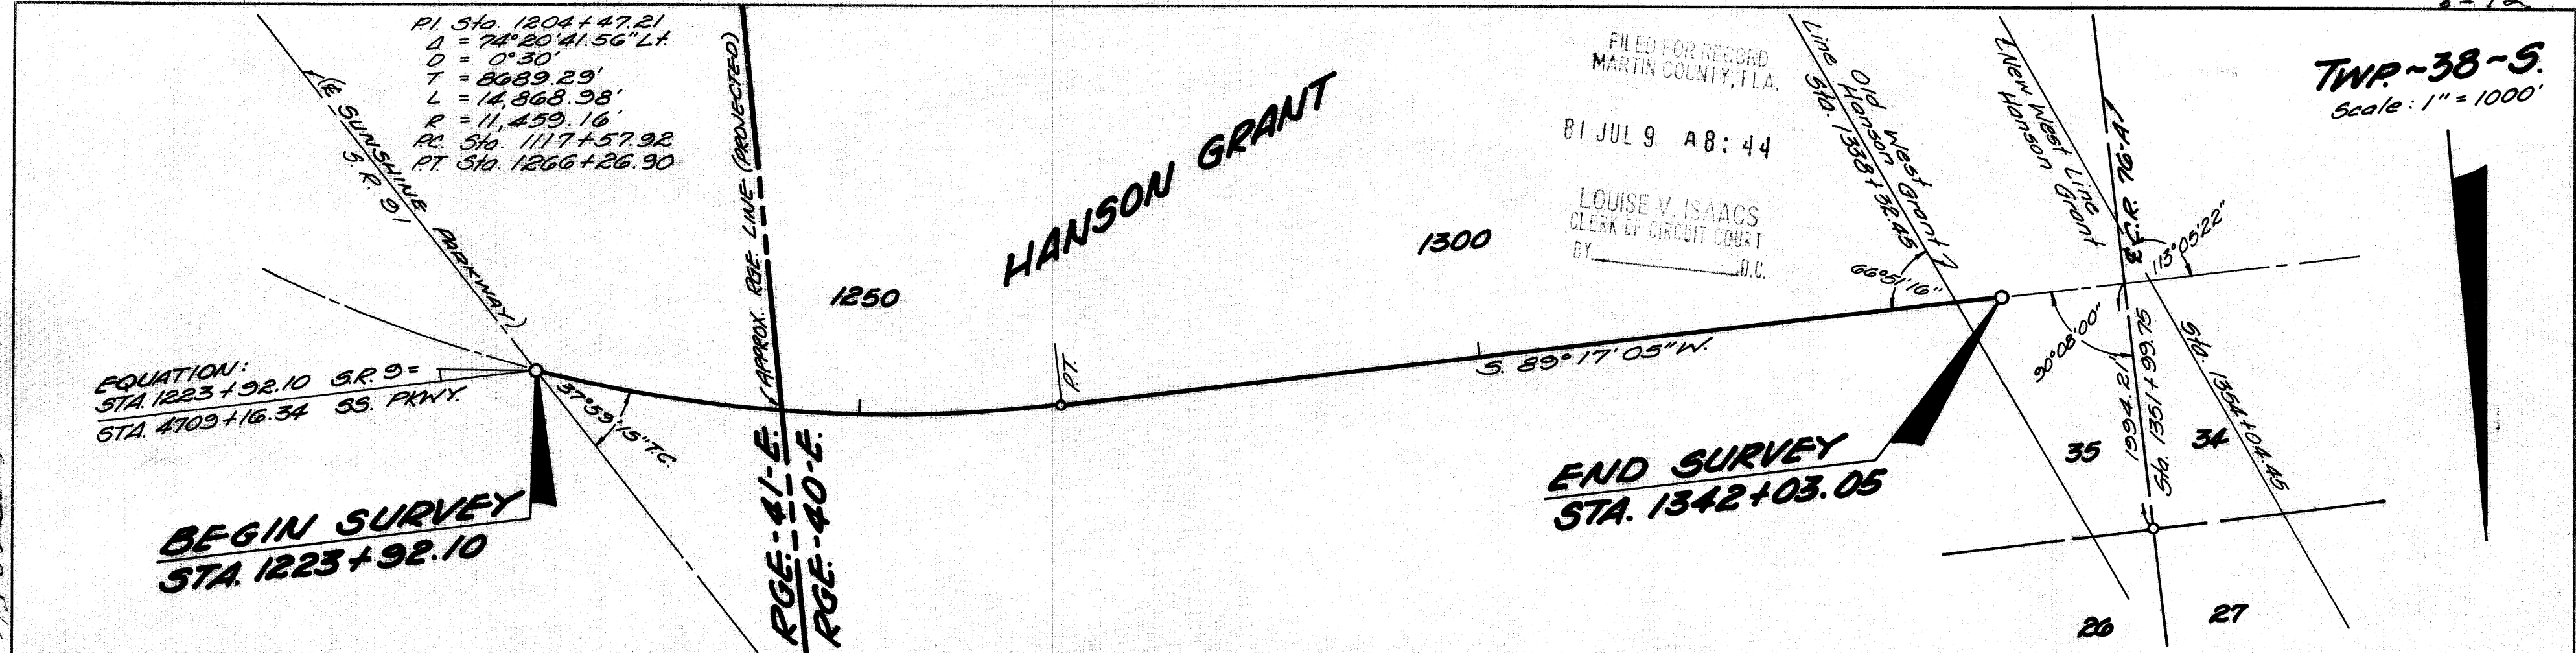 P.I. Sta. 1204+47.21
Δ = 74°20'41.56" Lt.
D = 0°30'
T = 8689.29'
L = 14,868.98'
R = 11,459.16'
P.C. Sta. 1117+57.92
P.T. Sta. 1266+26.90
(℄ SUNSHINE PARKWAY)
S.R. 91
(APPROX. RGE. LINE (PROJECTED)
HANSON GRANT
FILED FOR RECORD
MARTIN COUNTY, FLA.
81 JUL 9 A8:44
LOUISE V. ISAACS
CLERK OF CIRCUIT COURT
BY D.C.
Old West
Line Hanson Grant
Sta. 1338+32.45
New West Line
Hanson Grant
℄ S.R. 76-A
TWP.~38~S.
Scale: 1" = 1000'
1250
1300
66°51'16"
113°05'22"
90°08'00"
1994.21'
Sta. 1351+99.75
Sta. 1354+04.45
EQUATION:
STA. 1223+92.10 S.R. 9 =
STA. 4709+16.34 SS. PKWY.
37°59'15" T.C.
P.T.
S. 89°17'05" W.
BEGIN SURVEY
STA. 1223+92.10
RGE.-41-E.
RGE.-40-E.
END SURVEY
STA. 1342+03.05
35
34
26
27